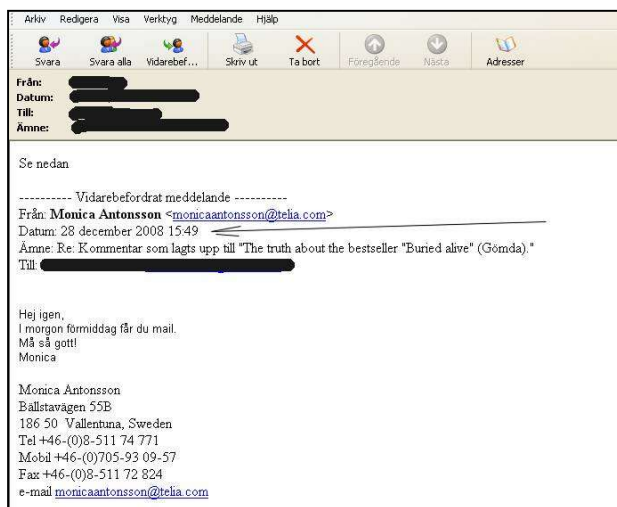 Arkiv Redigera Visa Verktyg Meddelande Hjälp
Svara Svara alla Vidarebef... Skriv ut Ta bort Föregående Nästa Adresser
Från:
Datum:
Till:
Ämne:
Se nedan
---------- Vidarebefordrat meddelande ----------
Från: Monica Antonsson <monicaantonsson@telia.com>
Datum: 28 december 2008 15:49
Ämne: Re: Kommentar som lagts upp till "The truth about the bestseller "Buried alive" (Gömda)."
Till:
Hej igen,
I morgon förmiddag får du mail.
Må så gott!
Monica
Monica Antonsson
Bällstavägen 55B
186 50 Vallentuna, Sweden
Tel +46-(0)8-511 74 771
Mobil +46-(0)705-93 09-57
Fax +46-(0)8-511 72 824
e-mail monicaantonsson@telia.com